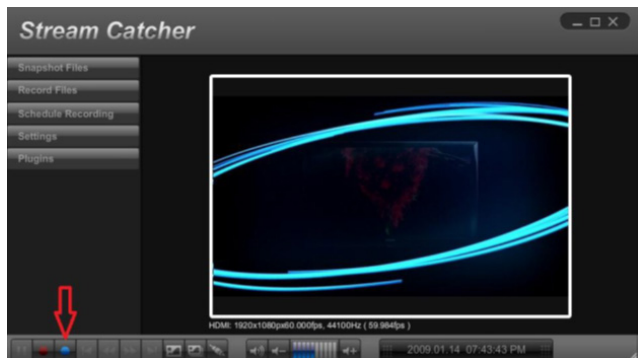 Stream Catcher
Snapshot Files
Record Files
Schedule Recording
Settings
Plugins
HDMI: 1920x1080px60.000fps, 44100Hz ( 59.984fps )
2009.01.14 07:43:43 PM